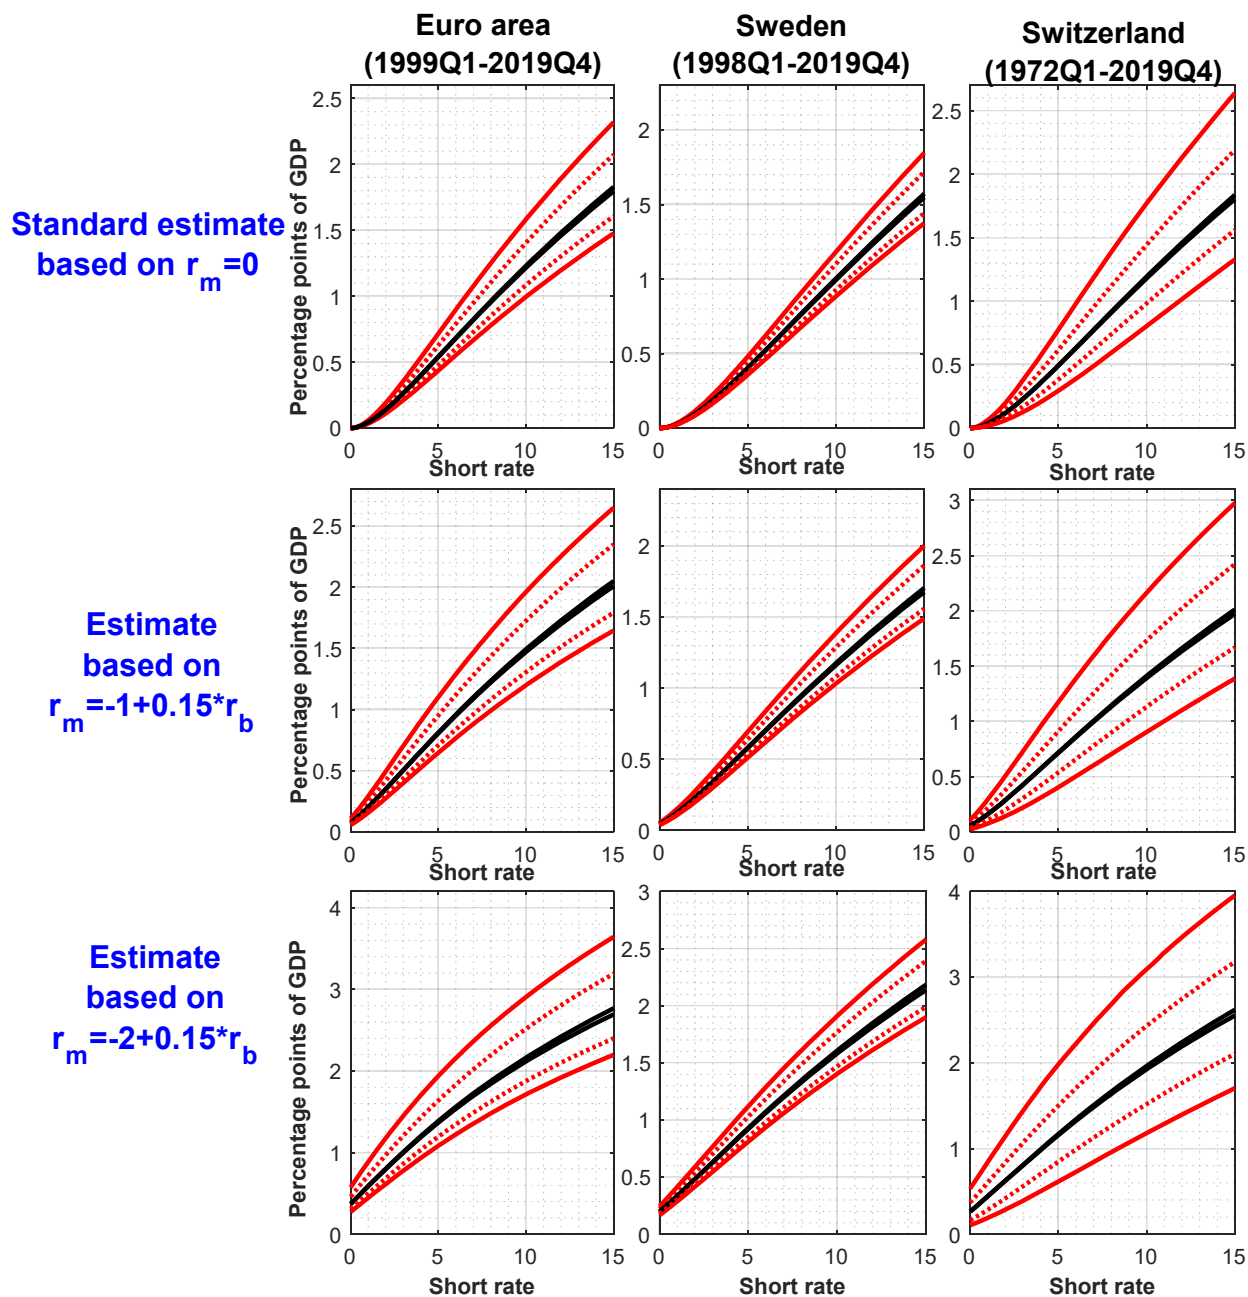 Euro area
(1999Q1-2019Q4)
Sweden
(1998Q1-2019Q4)
Switzerland
(1972Q1-2019Q4)
Standard estimate
based on r_m=0
Percentage points of GDP
2.5
2
1.5
1
0.5
0
0 5 10 15
Short rate
2
1.5
1
0.5
0
0 5 10 15
Short rate
2.5
2
1.5
1
0.5
0
0 5 10 15
Short rate
Estimate
based on
r_m=-1+0.15*r_b
Percentage points of GDP
2.5
2
1.5
1
0.5
0
0 5 10 15
Short rate
2
1.5
1
0.5
0
0 5 10 15
Short rate
3
2.5
2
1.5
1
0.5
0
0 5 10 15
Short rate
Estimate
based on
r_m=-2+0.15*r_b
Percentage points of GDP
4
3
2
1
0
0 5 10 15
Short rate
3
2.5
2
1.5
1
0.5
0
0 5 10 15
Short rate
4
3
2
1
0
0 5 10 15
Short rate